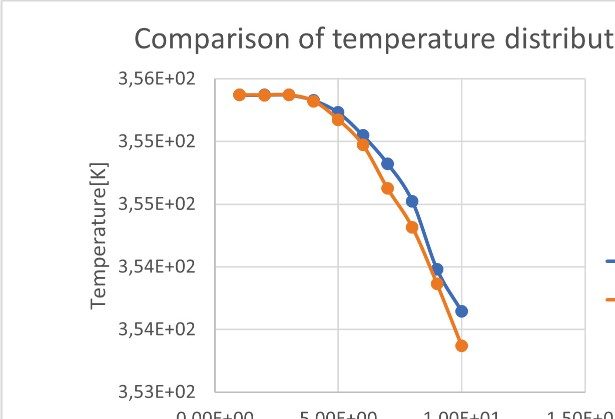 Comparison of temperature distribut
3,56E+02
3,55E+02
3,55E+02
3,54E+02
3,54E+02
3,53E+02
Temperature[K]
0,00E+00 5,00E+00 1,00E+01 1,50E+0